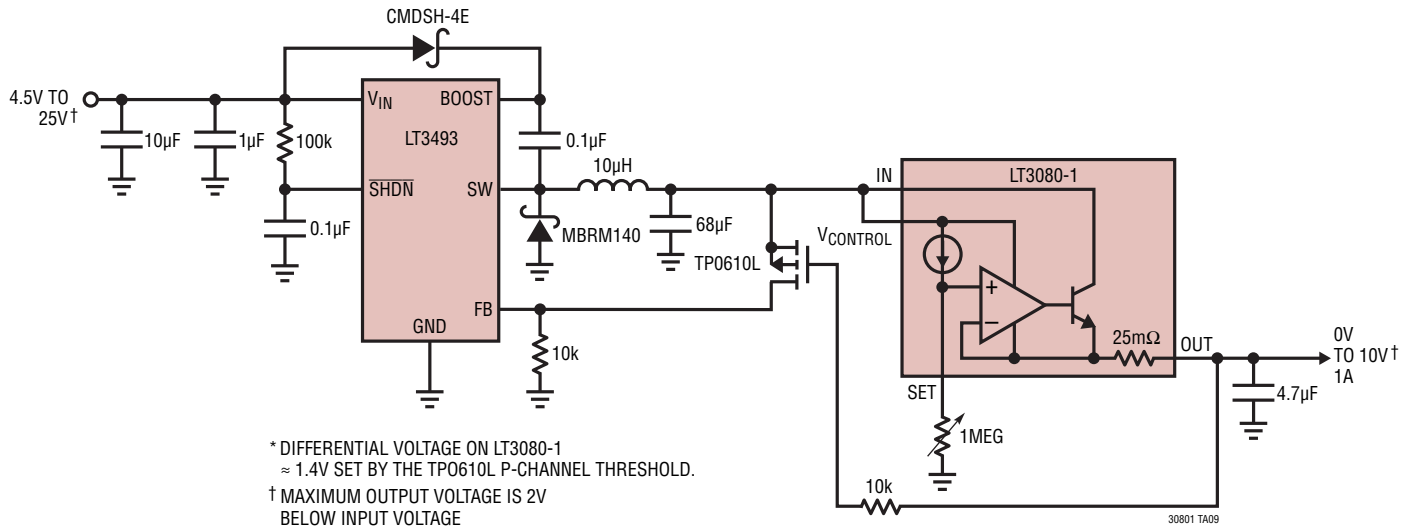 CMDSH-4E
4.5V TO
25V†
VIN
BOOST
LT3493
10µF
1µF
100k
0.1µF
10µH
SHDN
SW
0.1µF
MBRM140
68µF
TP0610L
FB
GND
10k
IN
LT3080-1
VCONTROL
+
–
25mΩ
OUT
0V
TO 10V†
1A
4.7µF
SET
1MEG
10k
* DIFFERENTIAL VOLTAGE ON LT3080-1
≈ 1.4V SET BY THE TP0610L P-CHANNEL THRESHOLD.
† MAXIMUM OUTPUT VOLTAGE IS 2V
BELOW INPUT VOLTAGE
30801 TA09